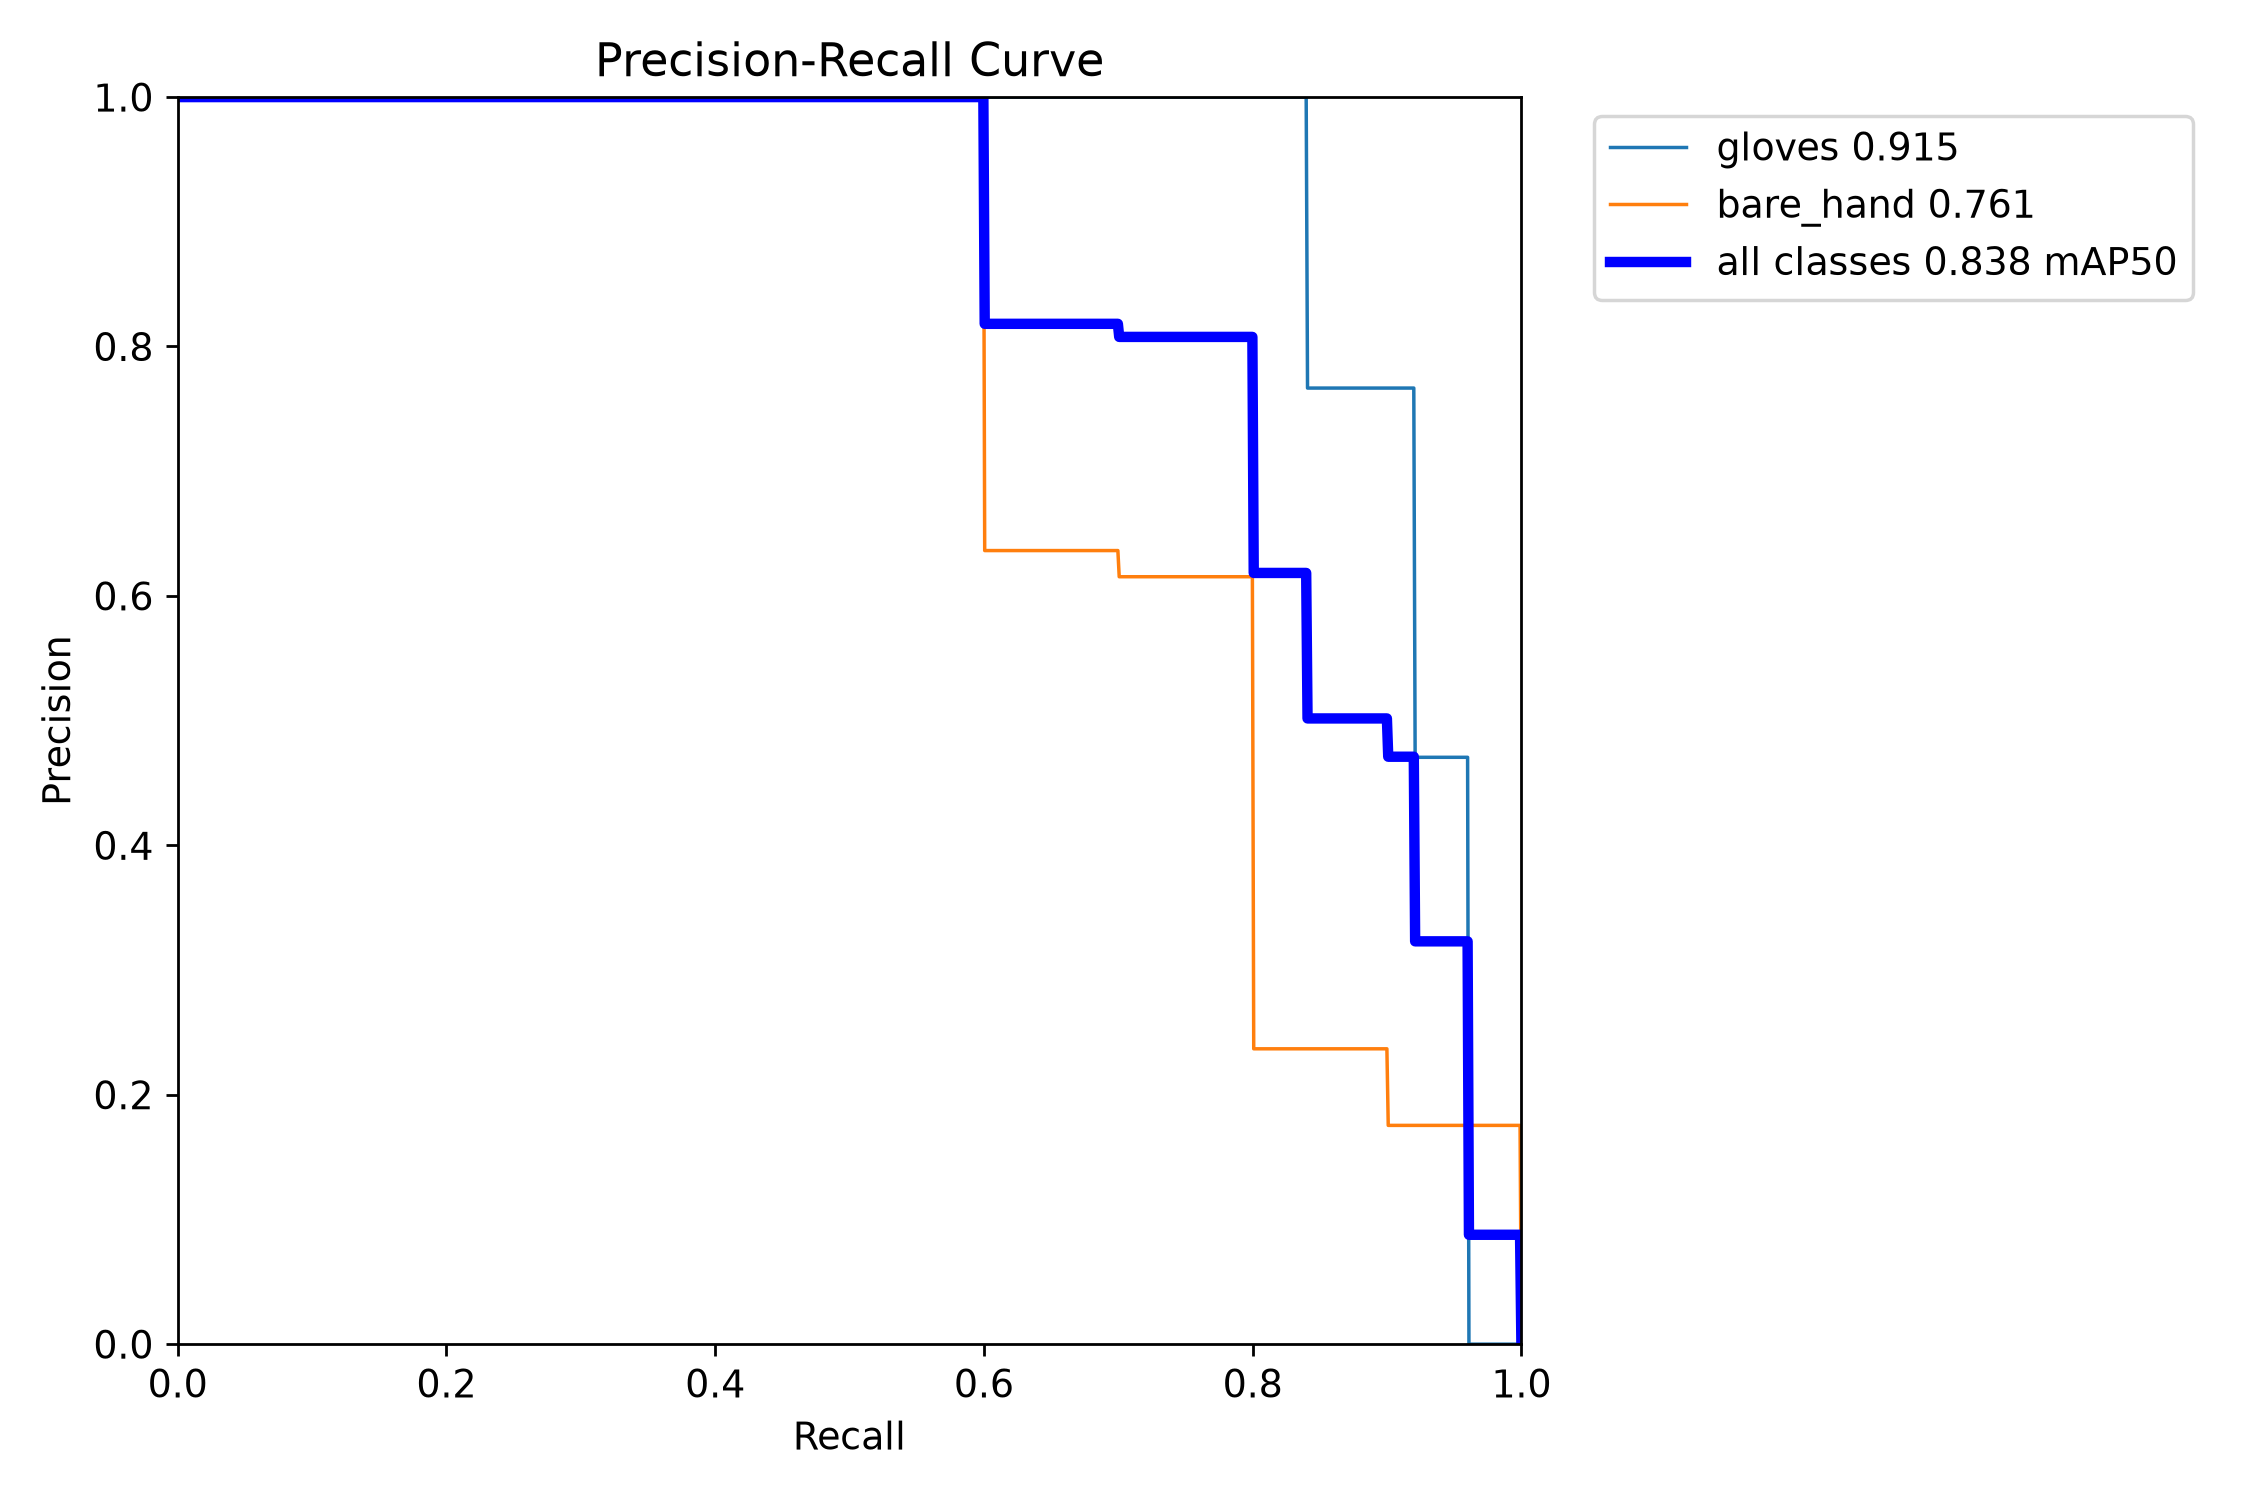 Precision-Recall Curve
1.0
0.8
0.6
0.4
0.2
0.0
Precision
0.0 0.2 0.4 0.6 0.8 1.0
Recall
gloves 0.915
bare_hand 0.761
all classes 0.838 mAP50